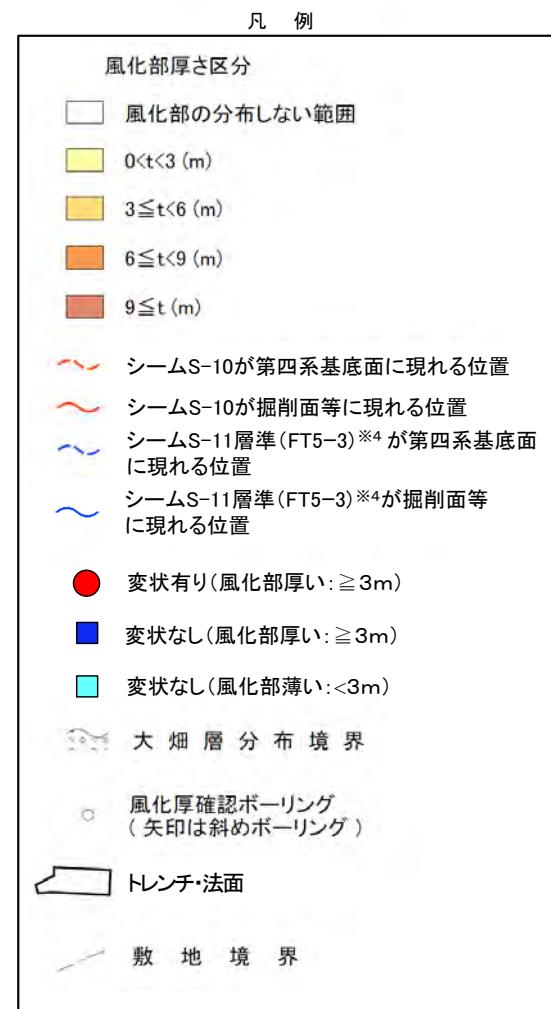 凡 例
風化部厚さ区分
風化部の分布しない範囲
0<t<3 (m)
3≦t<6 (m)
6≦t<9 (m)
9≦t (m)
シームS-10が第四系基底面に現れる位置
シームS-10が掘削面等に現れる位置
シームS-11層準(FT5-3)※4 が第四系基底面
に現れる位置
シームS-11層準(FT5-3)※4が掘削面等
に現れる位置
変状有り(風化部厚い:≧3m)
変状なし(風化部厚い:≧3m)
変状なし(風化部薄い:<3m)
大 畑 層 分 布 境 界
風化厚確認ボーリング
( 矢印は斜めボーリング )
トレンチ・法面
敷 地 境 界